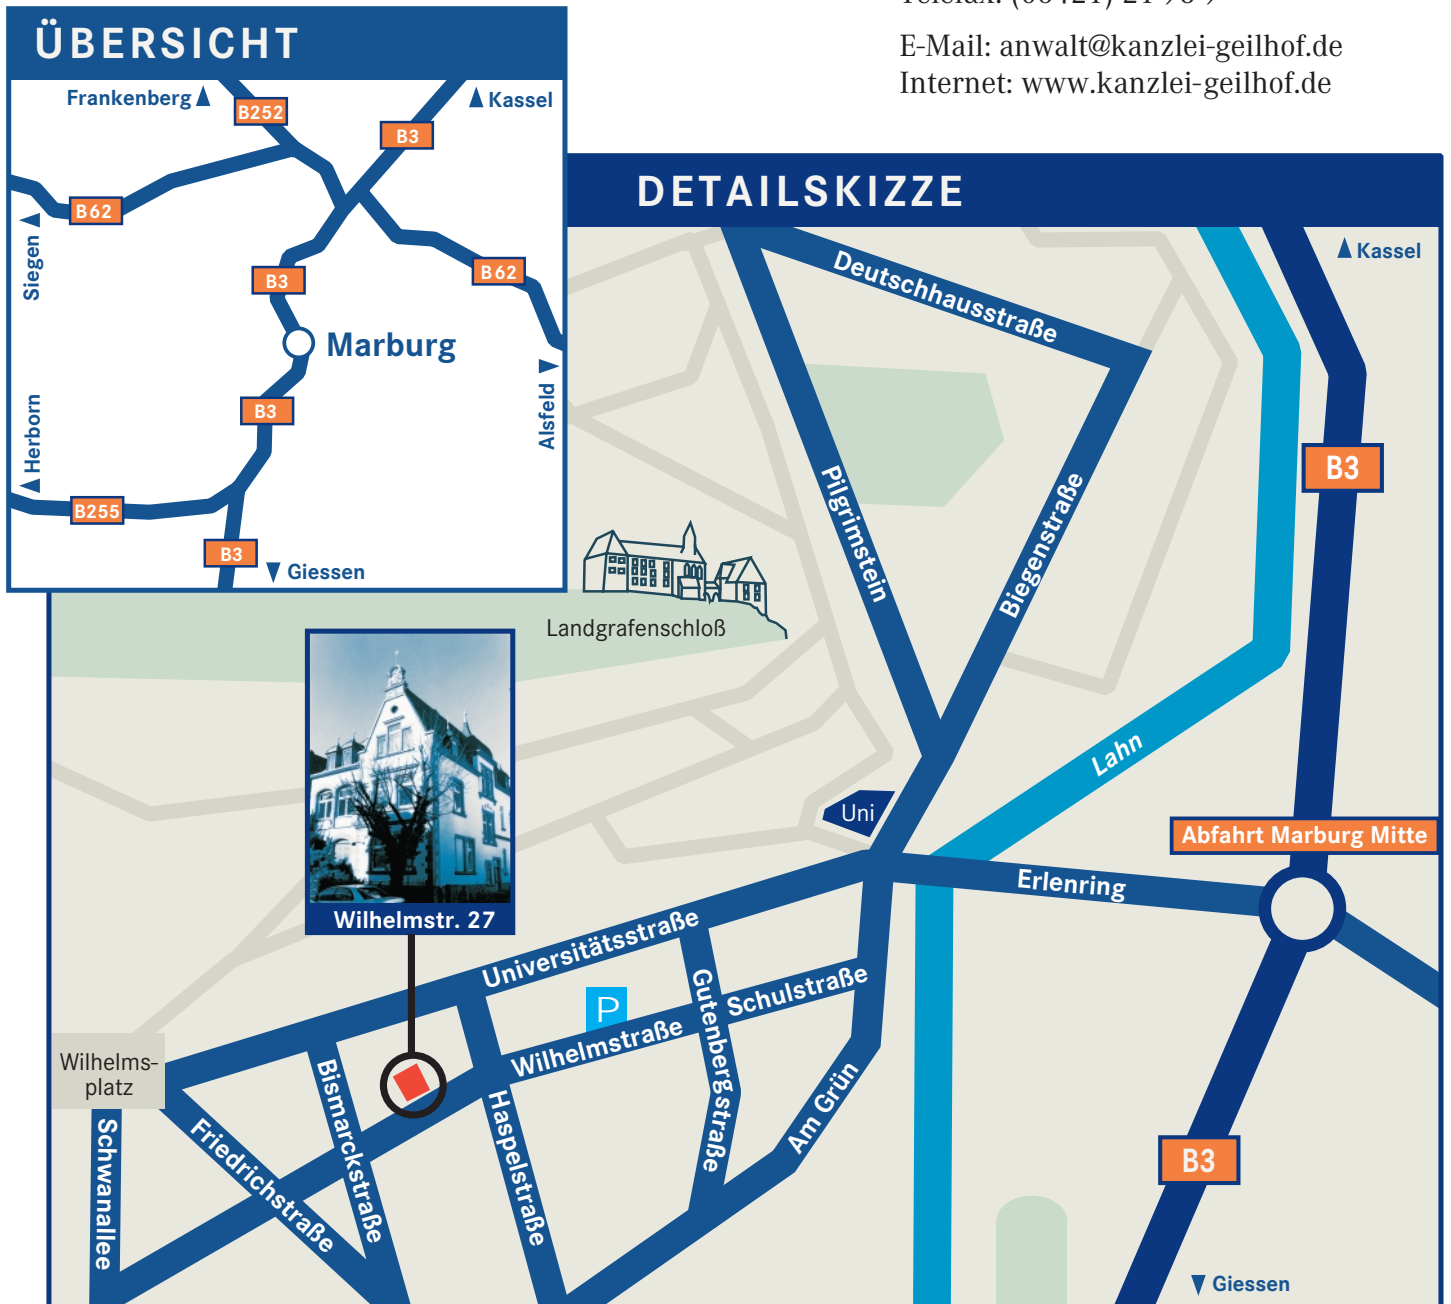 E-Mail: anwalt@kanzlei-geilhof.de
Internet: www.kanzlei-geilhof.de
ÜBERSICHT
Frankenberg
B252
Kassel
B3
B62
Siegen
B3
B62
Marburg
Alsfeld
B3
Herborn
B255
B3
Giessen
DETAILSKIZZE
Kassel
Deutschhausstraße
B3
Pilgrimstein
Biegenstraße
Landgrafenschloß
Lahn
Uni
Abfahrt Marburg Mitte
Erlenring
Wilhelmstr. 27
Universitätsstraße
Gutenbergstraße
Schulstraße
P
Wilhelmstraße
Wilhelms-
platz
Bismarckstraße
Haspelstraße
Am Grün
Friedrichstraße
Schwanallee
B3
Giessen